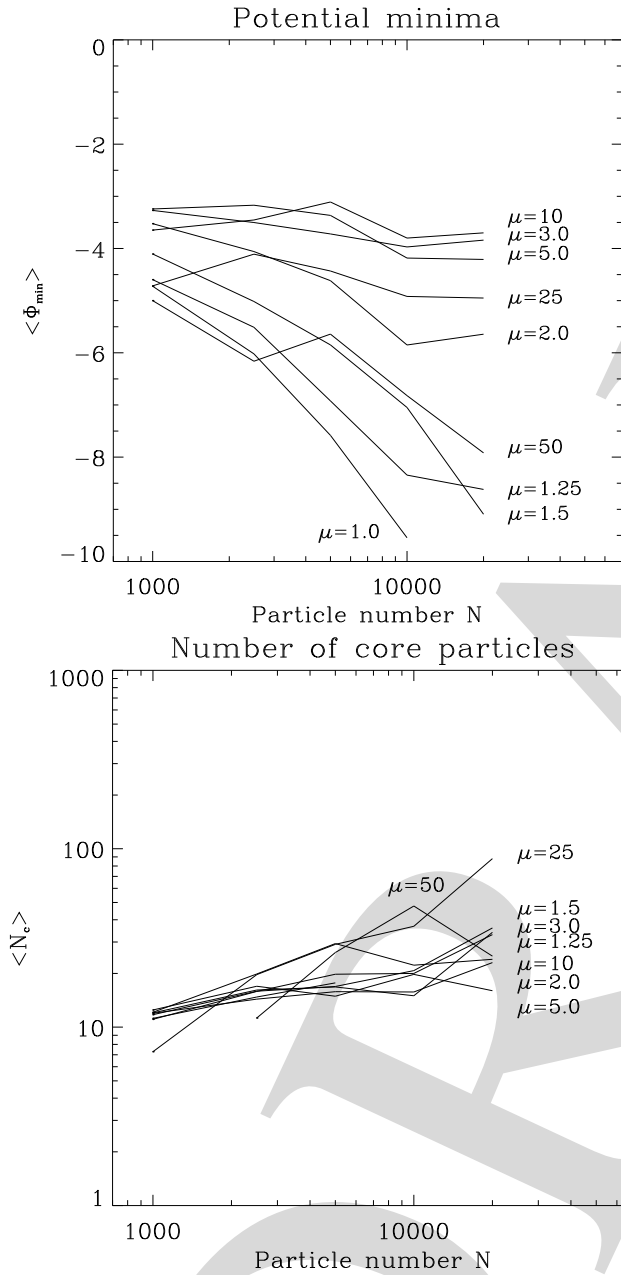 Potential minima
0
−2
−4
−6
−8
−10
<Φmin>
μ=10
μ=3.0
μ=5.0
μ=25
μ=2.0
μ=50
μ=1.25
μ=1.5
μ=1.0
1000
10000
Particle number N
Number of core particles
1000
100
10
1
<Nc>
μ=25
μ=50
μ=1.5
μ=3.0
μ=1.25
μ=10
μ=2.0
μ=5.0
1000
10000
Particle number N